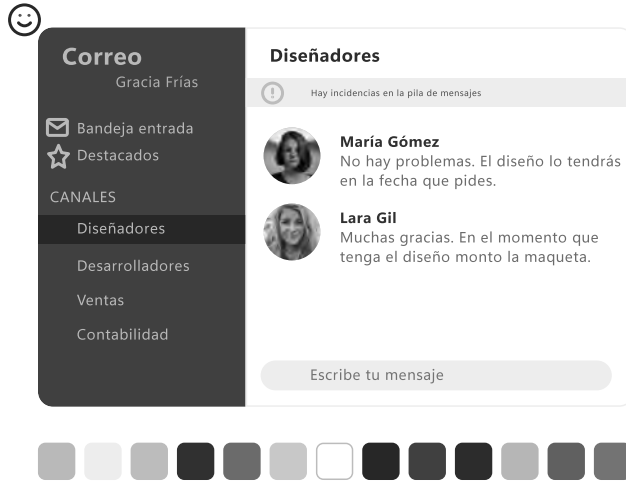 Correo
Gracia Frías
Bandeja entrada
Destacados
CANALES
Diseñadores
Desarrolladores
Ventas
Contabilidad
Diseñadores
Hay incidencias en la pila de mensajes
María Gómez
No hay problemas. El diseño lo tendrás
en la fecha que pides.
Lara Gil
Muchas gracias. En el momento que
tenga el diseño monto la maqueta.
Escribe tu mensaje